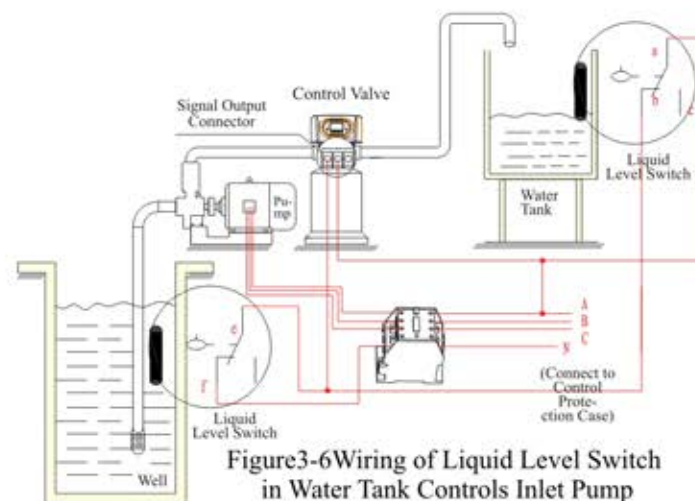 Signal Output
Connector
Control Valve
a
b
c
Liquid
Level Switch
Pu-
mp
Water
Tank
A
B
C
N
e
f
(Connect to
Control
Prote-
ction Case)
Liquid
Level Switch
Well
Figure3-6Wiring of Liquid Level Switch
in Water Tank Controls Inlet Pump